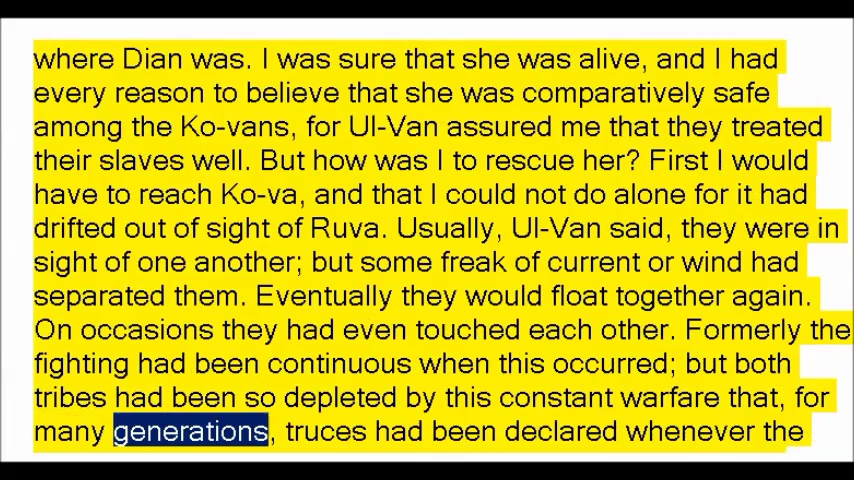 where Dian was. I was sure that she was alive, and I had
every reason to believe that she was comparatively safe
among the Ko-vans, for Ul-Van assured me that they treated
their slaves well. But how was I to rescue her? First I would
have to reach Ko-va, and that I could not do alone for it had
drifted out of sight of Ruva. Usually, Ul-Van said, they were in
sight of one another; but some freak of current or wind had
separated them. Eventually they would float together again.
On occasions they had even touched each other. Formerly the
fighting had been continuous when this occurred; but both
tribes had been so depleted by this constant warfare that, for
many generations, truces had been declared whenever the